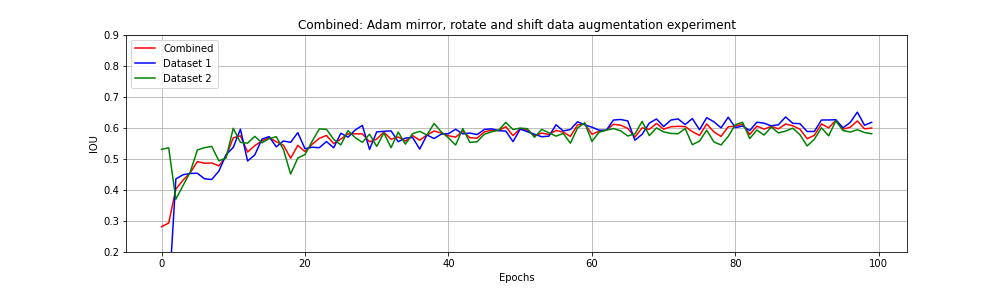 Combined: Adam mirror, rotate and shift data augmentation experiment
0.9
0.8
0.7
0.6
0.5
0.4
0.3
0.2
IOU
Combined
Dataset 1
Dataset 2
0 20 40 60 80 100
Epochs